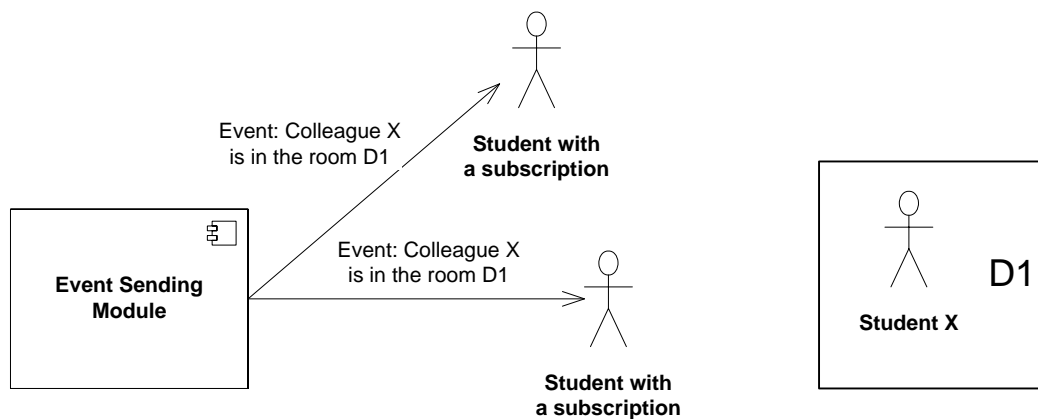 Event: Colleague X
is in the room D1
Student with
a subscription
Event Sending
Module
Event: Colleague X
is in the room D1
Student with
a subscription
D1
Student X